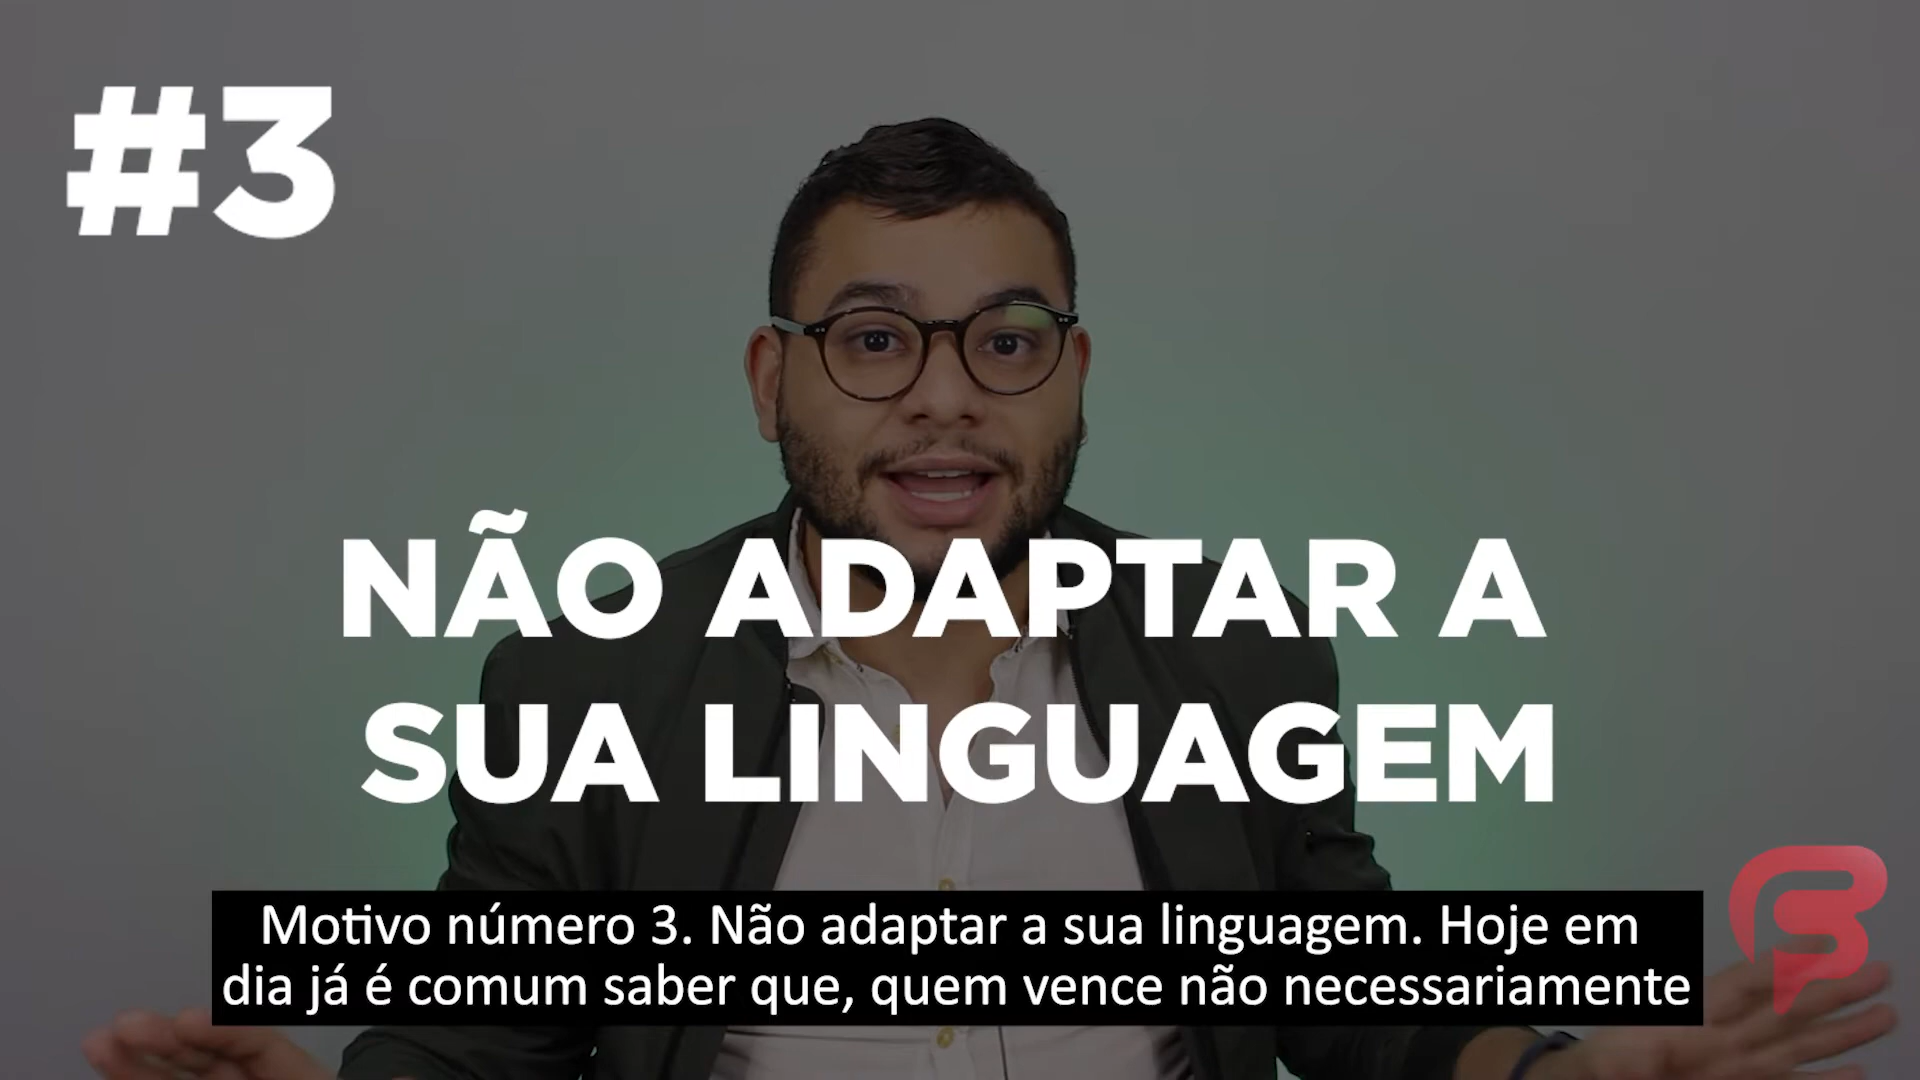 #3
NÃO ADAPTAR A
SUA LINGUAGEM
Motivo número 3. Não adaptar a sua linguagem. Hoje em
dia já é comum saber que, quem vence não necessariamente